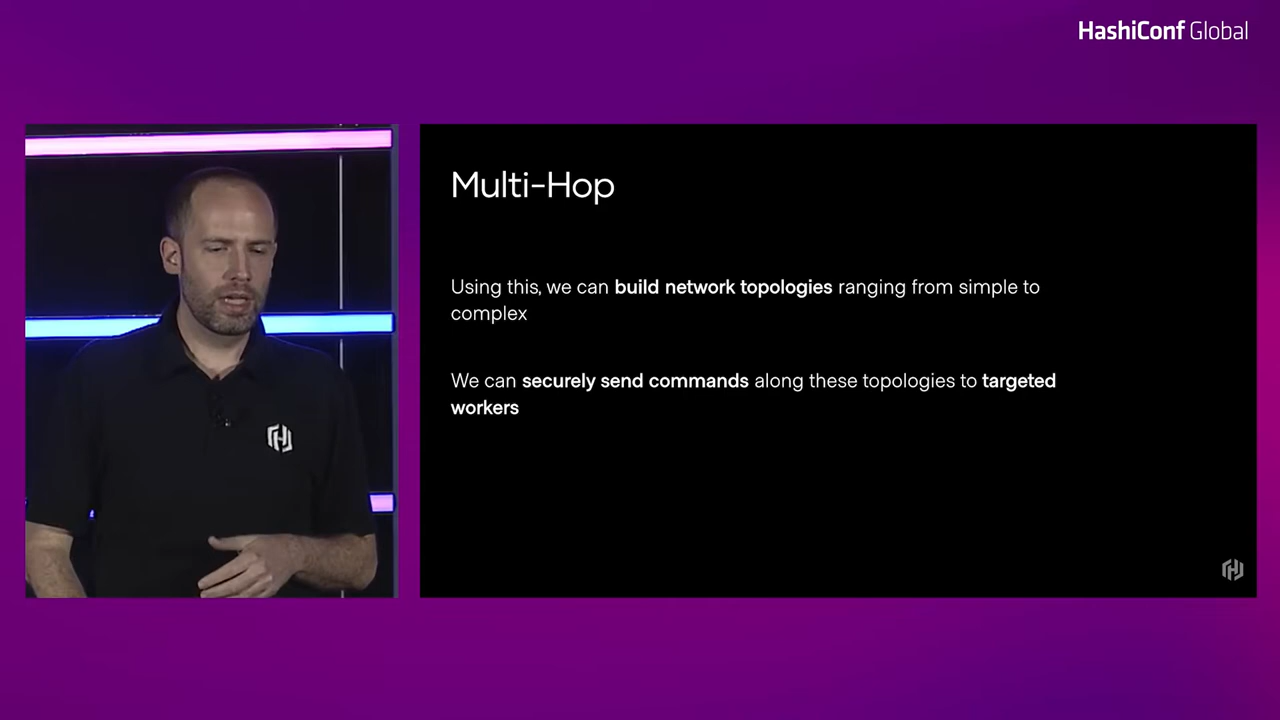 HashiConf Global
Multi-Hop
Using this, we can build network topologies ranging from simple to
complex
We can securely send commands along these topologies to targeted
workers